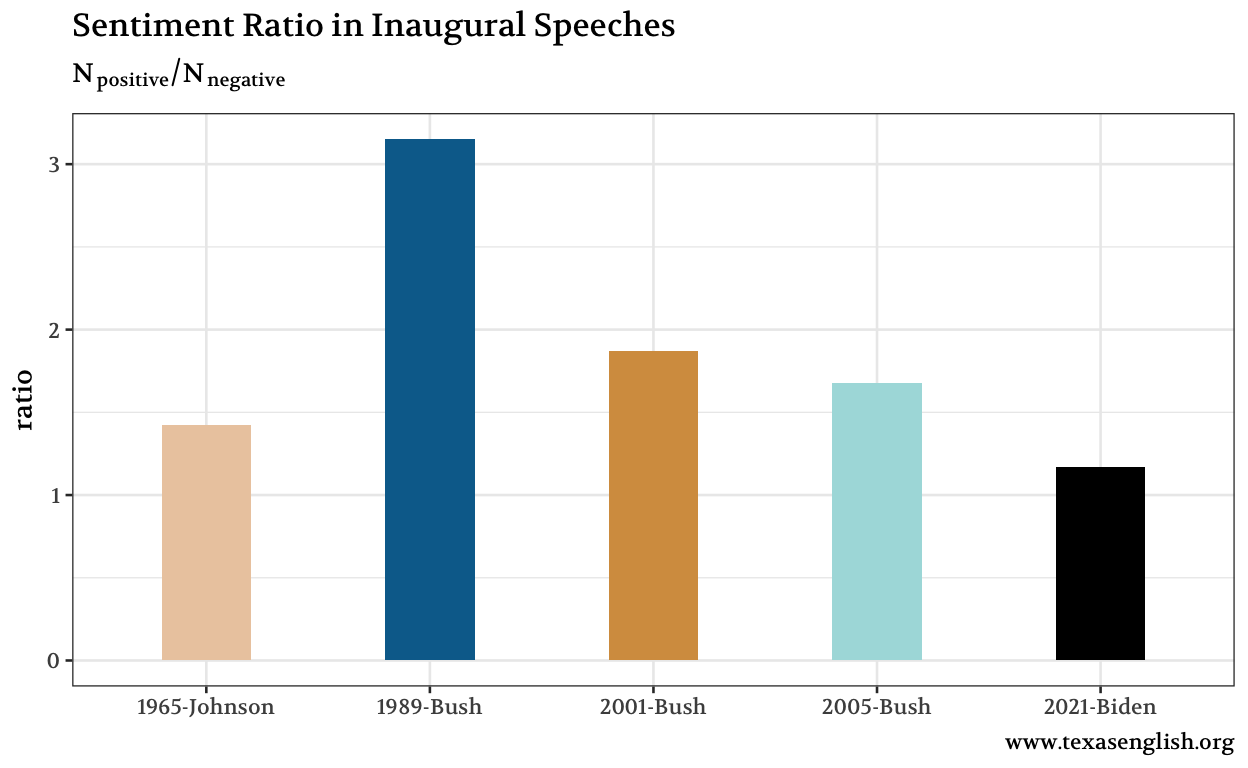 Sentiment Ratio in Inaugural Speeches
Npositive/Nnegative
3
2
1
0
ratio
1965-Johnson 1989-Bush 2001-Bush 2005-Bush 2021-Biden
www.texasenglish.org